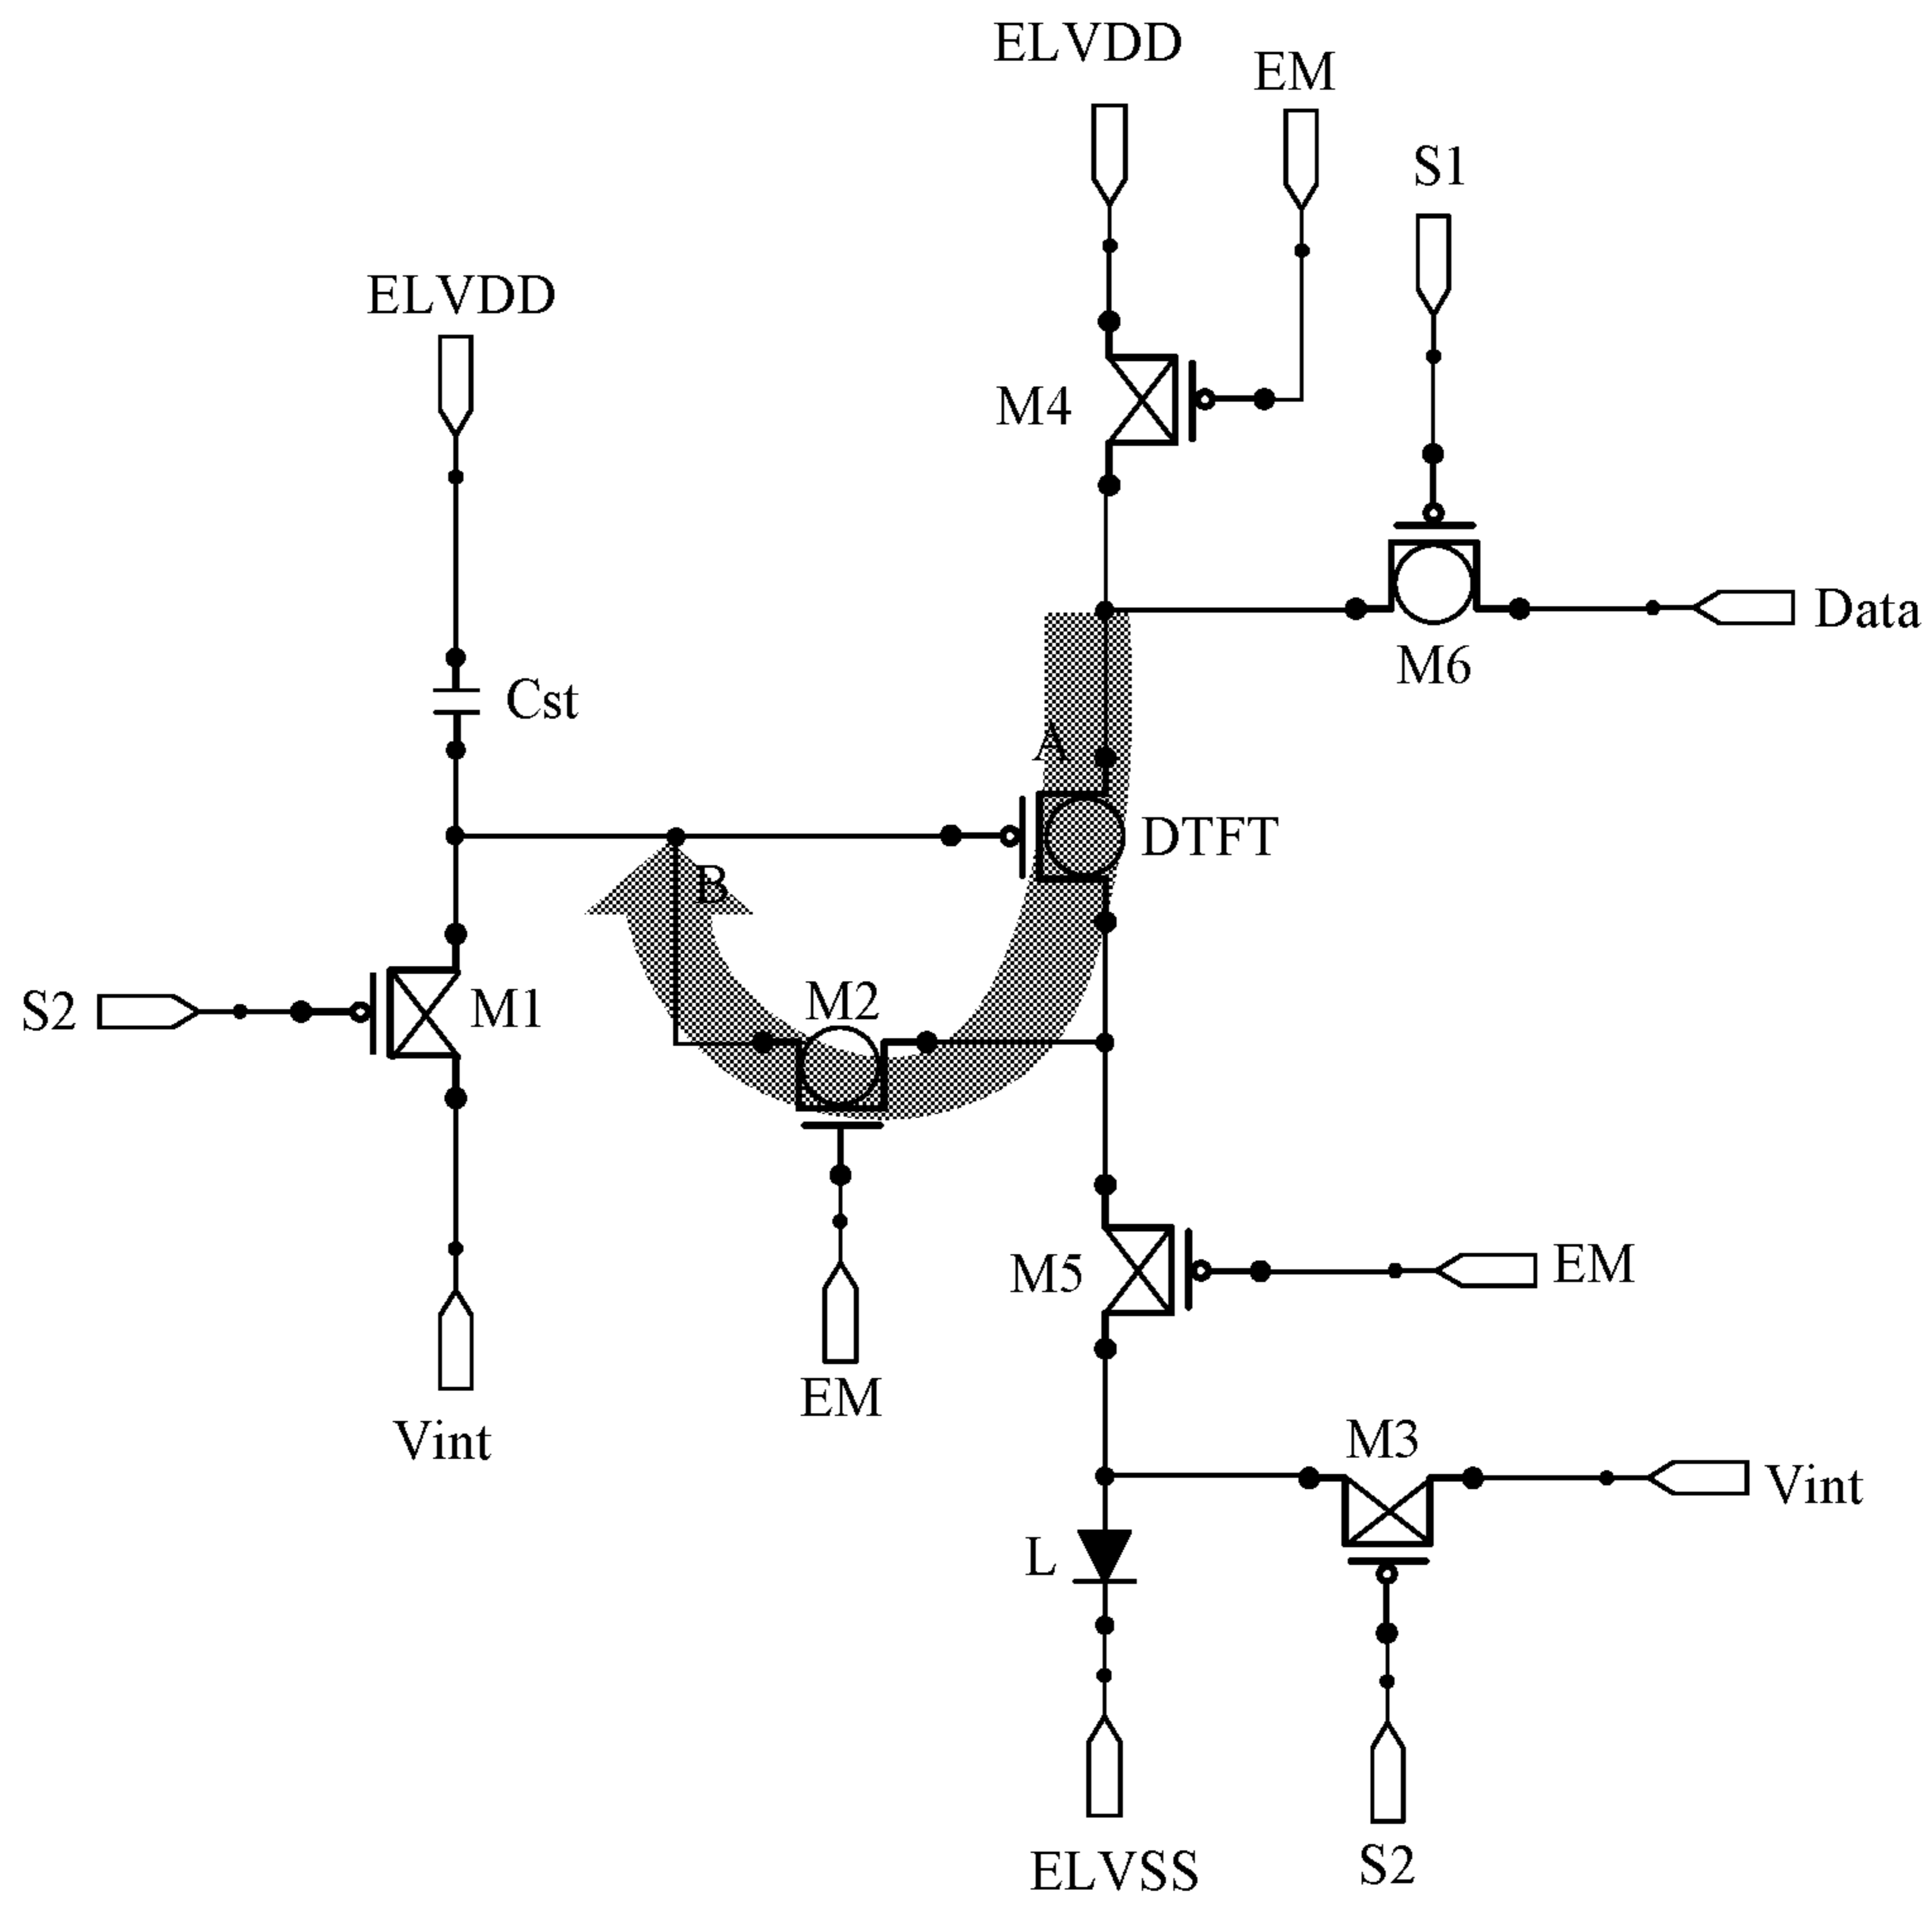 ELVDD
EM
S1
ELVDD
M4
Data
M6
Cst
A
DTFT
B
M2
S2
M1
M5
EM
EM
Vint
M3
Vint
L
ELVSS
S2